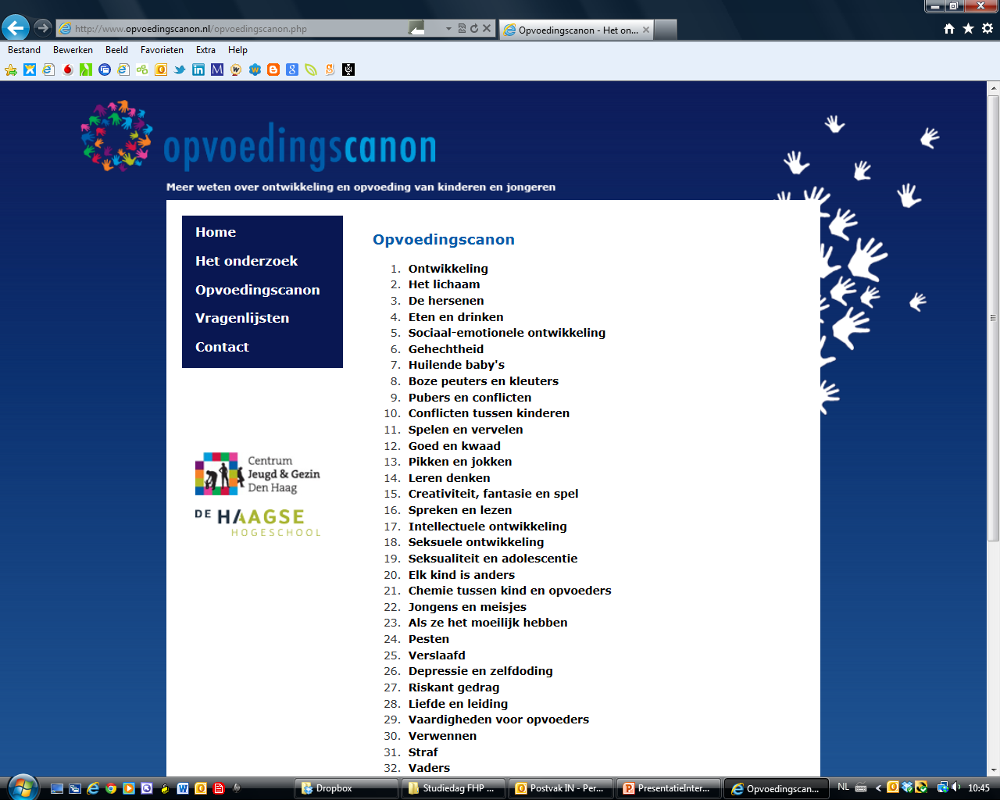 http://www.opvoedingscanon.nl/opvoedingscanon.php
Opvoedingscanon - Het on...
Bestand Bewerken Beeld Favorieten Extra Help
opvoedingscanon
Meer weten over ontwikkeling en opvoeding van kinderen en jongeren
Home
Het onderzoek
Opvoedingscanon
Vragenlijsten
Contact
Centrum
Jeugd & Gezin
Den Haag
DE HAAGSE
HOGESCHOOL
Opvoedingscanon
1. Ontwikkeling
2. Het lichaam
3. De hersenen
4. Eten en drinken
5. Sociaal-emotionele ontwikkeling
6. Gehechtheid
7. Huilende baby's
8. Boze peuters en kleuters
9. Pubers en conflicten
10. Conflicten tussen kinderen
11. Spelen en vervelen
12. Goed en kwaad
13. Pikken en jokken
14. Leren denken
15. Creativiteit, fantasie en spel
16. Spreken en lezen
17. Intellectuele ontwikkeling
18. Seksuele ontwikkeling
19. Seksualiteit en adolescentie
20. Elk kind is anders
21. Chemie tussen kind en opvoeders
22. Jongens en meisjes
23. Als ze het moeilijk hebben
24. Pesten
25. Verslaafd
26. Depressie en zelfdoding
27. Riskant gedrag
28. Liefde en leiding
29. Vaardigheden voor opvoeders
30. Verwennen
31. Straf
32. Vaders
Dropbox
Studiedag FHP ...
Postvak IN - Per...
PresentatieInter...
Opvoedingscan...
NL
10:45